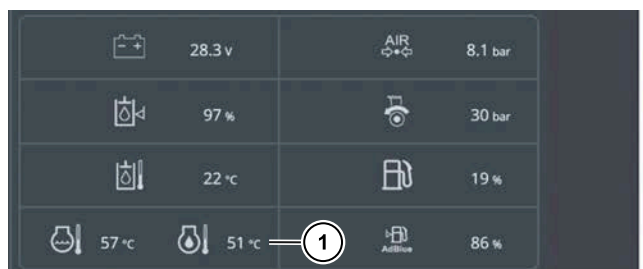 28.3 v
AIR
8.1 bar
97 %
30 bar
22 °C
19 %
57 °C
51 °C
1
AdBlue
86 %